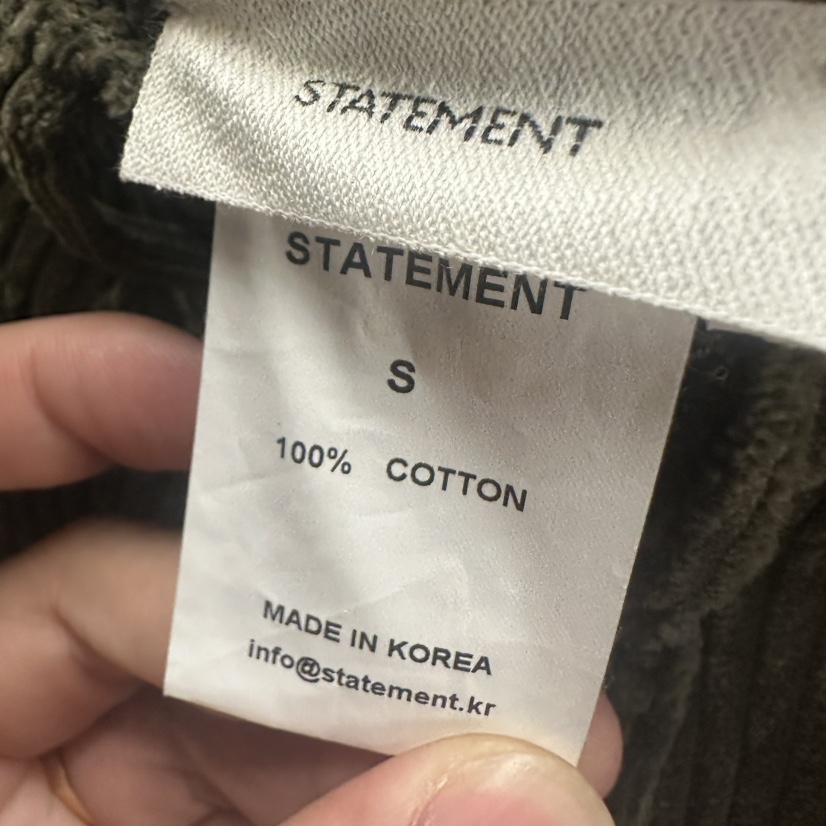 STATEMENT
STATEMENT
S
100% COTTON
MADE IN KOREA
info@statement.kr